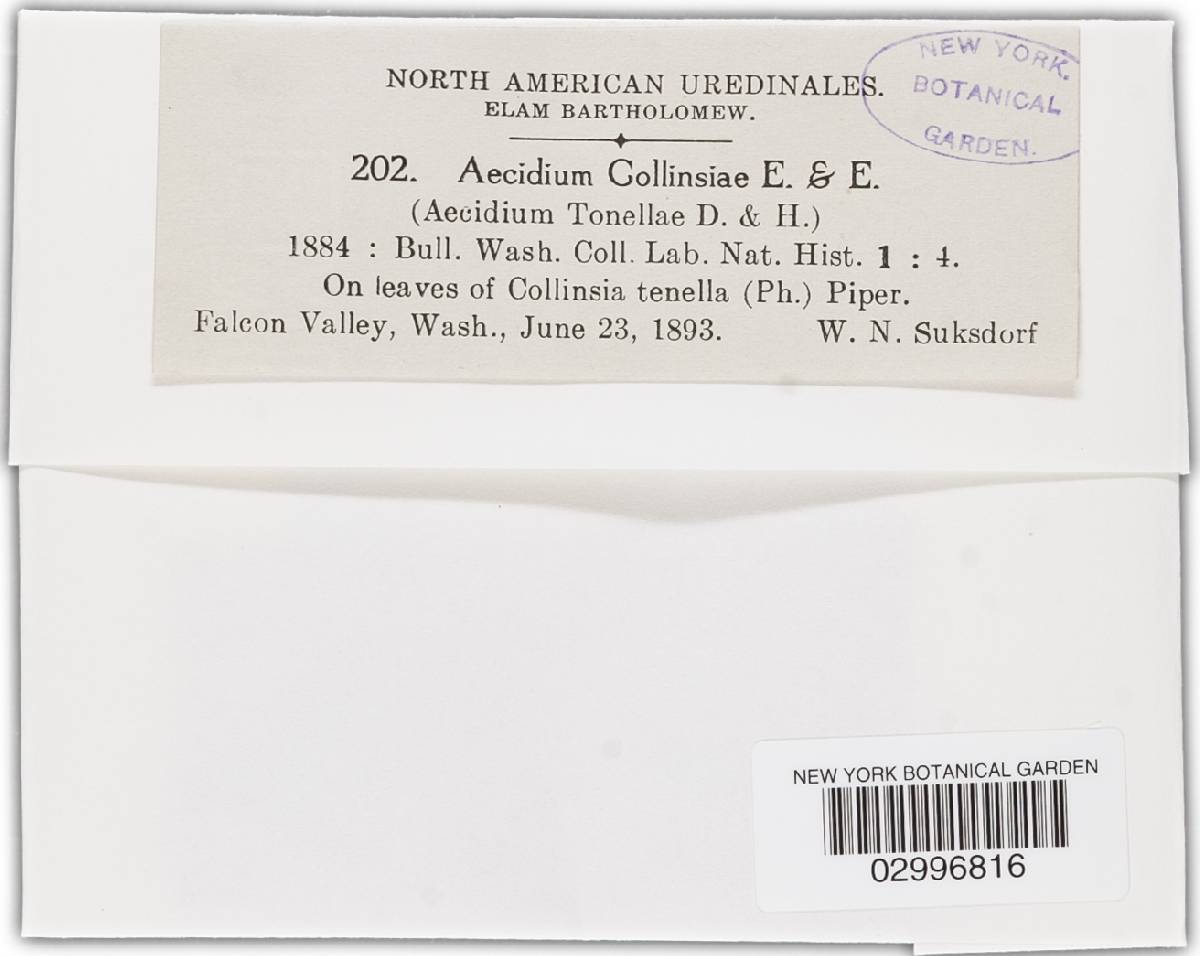 NORTH AMERICAN UREDINALES.
ELAM BARTHOLOMEW.
NEW YORK.
BOTANICAL
GARDEN.
202. Aecidium Collinsiae E. & E.
(Aecidium Tonellae D. & H.)
1884 : Bull. Wash. Coll. Lab. Nat. Hist. 1 : 4.
On leaves of Collinsia tenella (Ph.) Piper.
Falcon Valley, Wash., June 23, 1893. W. N. Suksdorf
NEW YORK BOTANICAL GARDEN
02996816